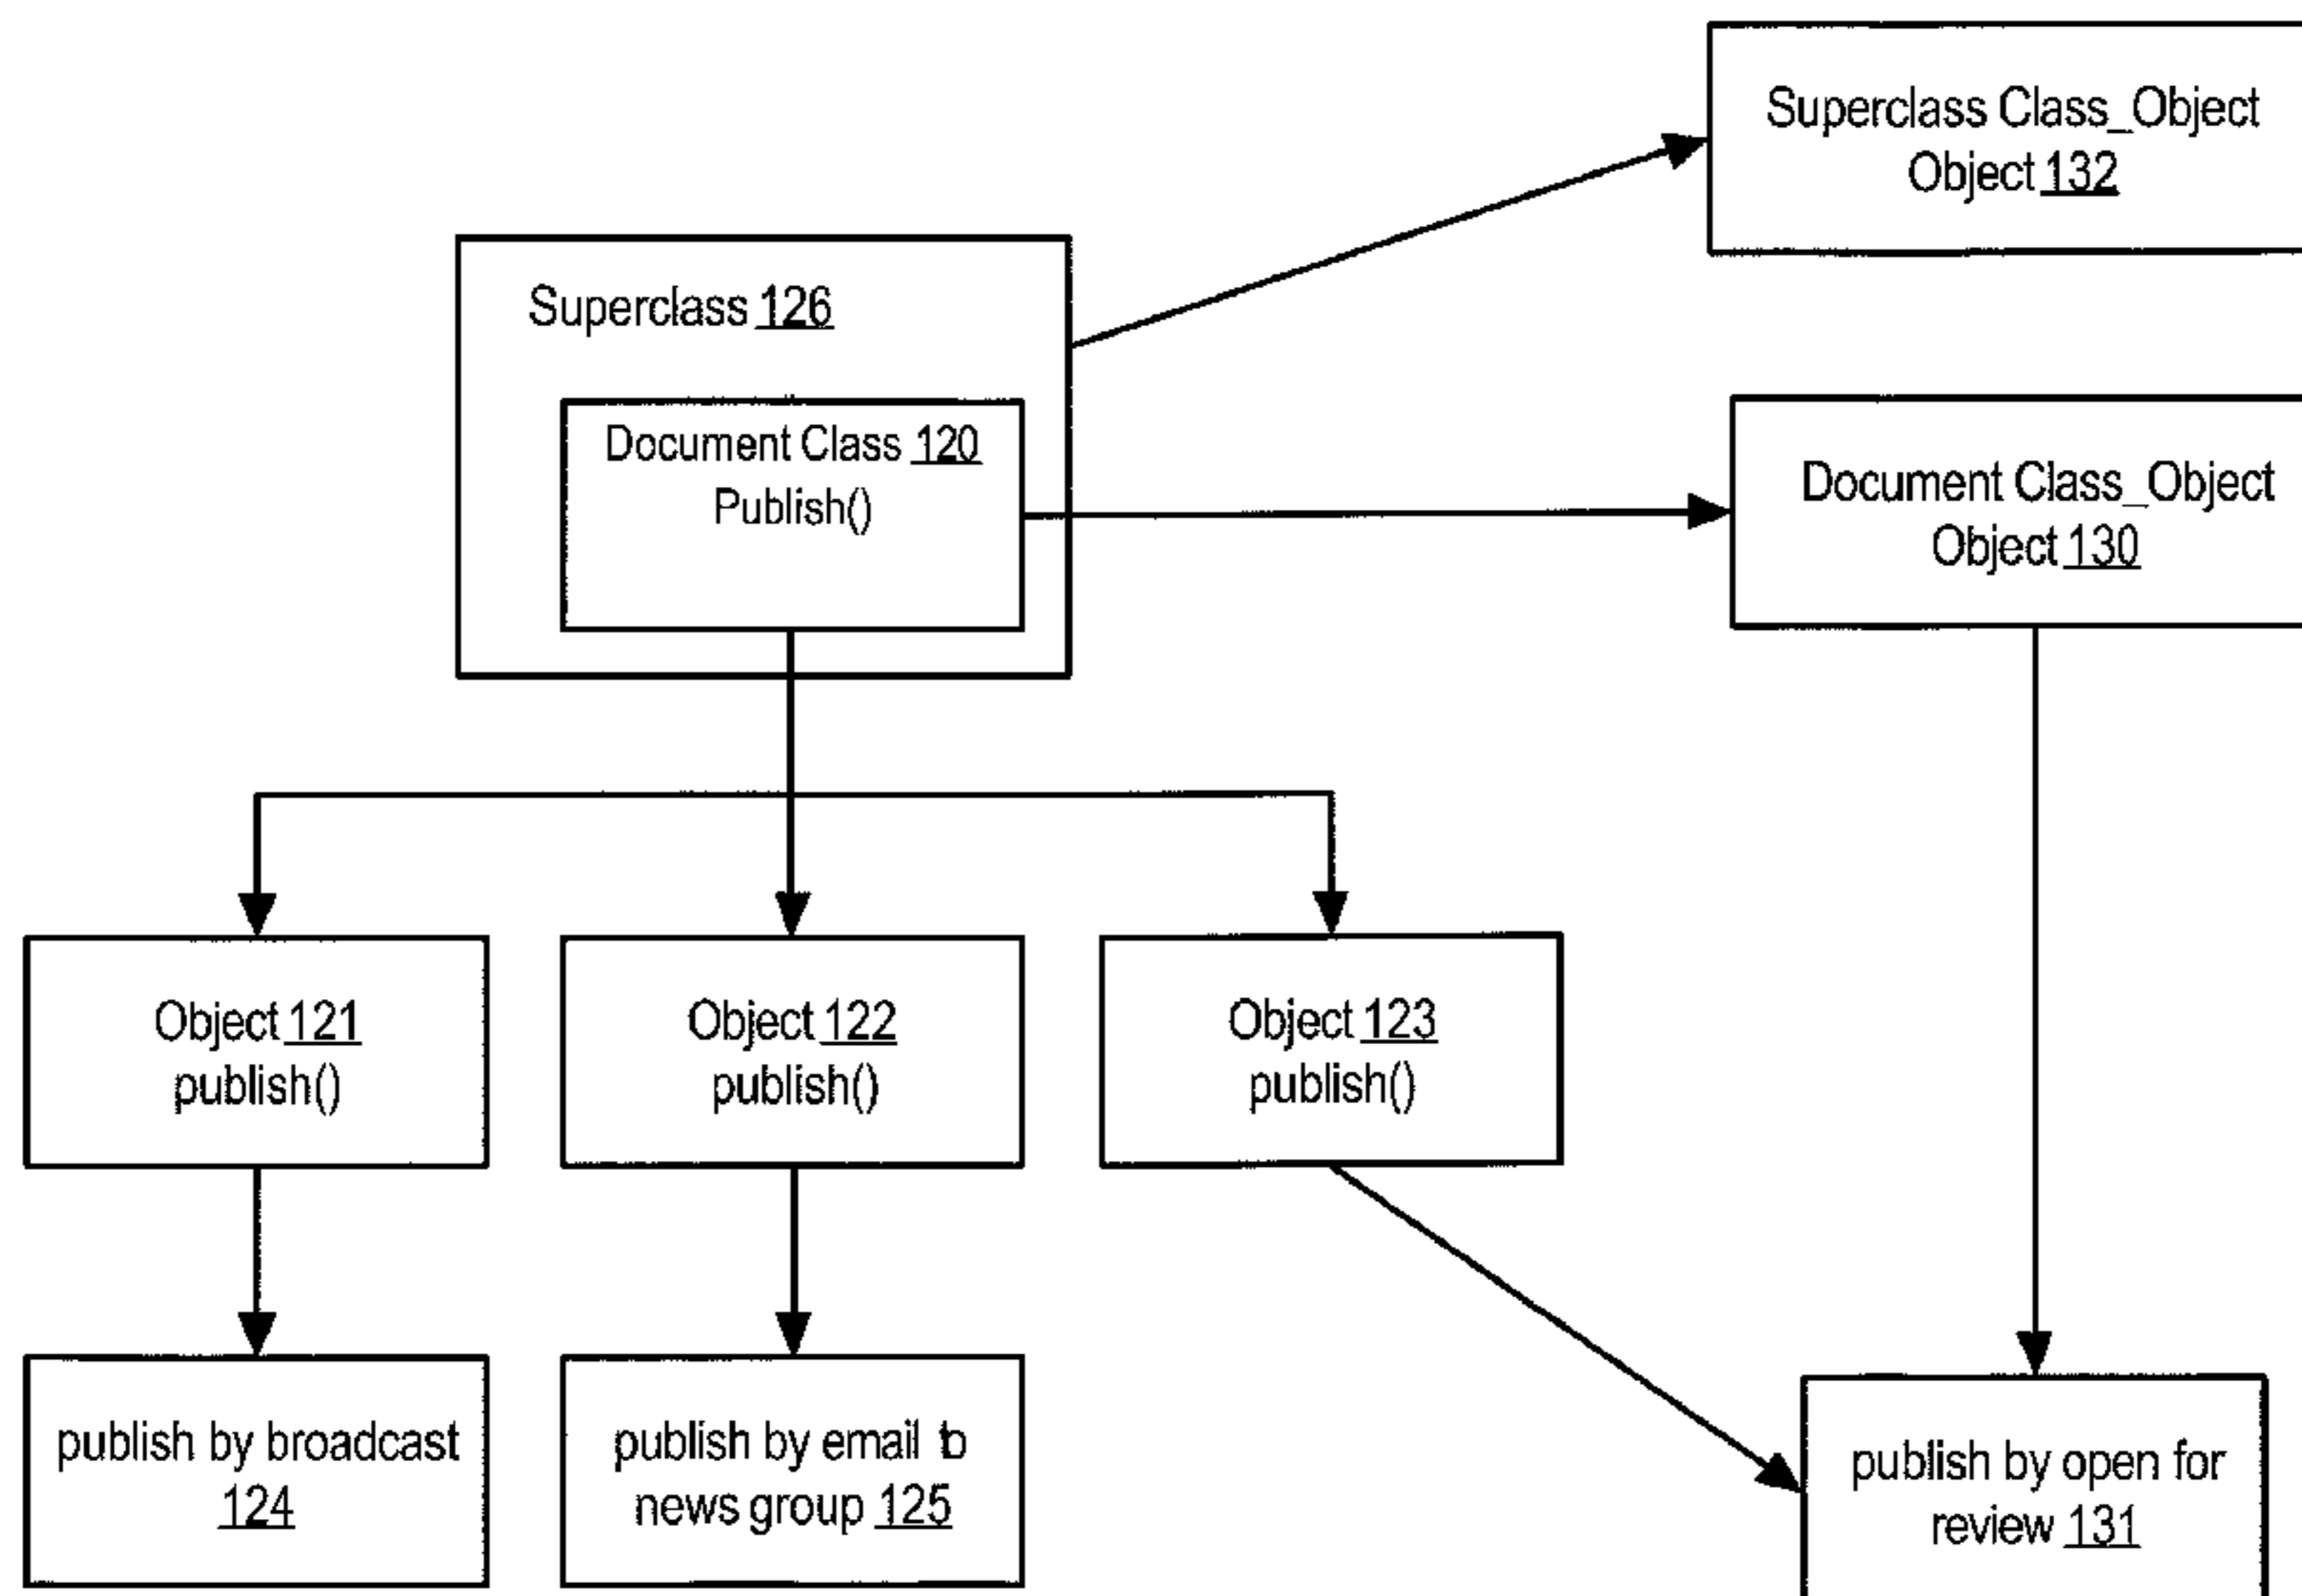 Superclass Class_Object
Object 132
Superclass 126
Document Class 120
Publish()
Document Class_Object
Object 130
Object 121
publish()
Object 122
publish()
Object 123
publish()
publish by broadcast
124
publish by email to
news group 125
publish by open for
review 131